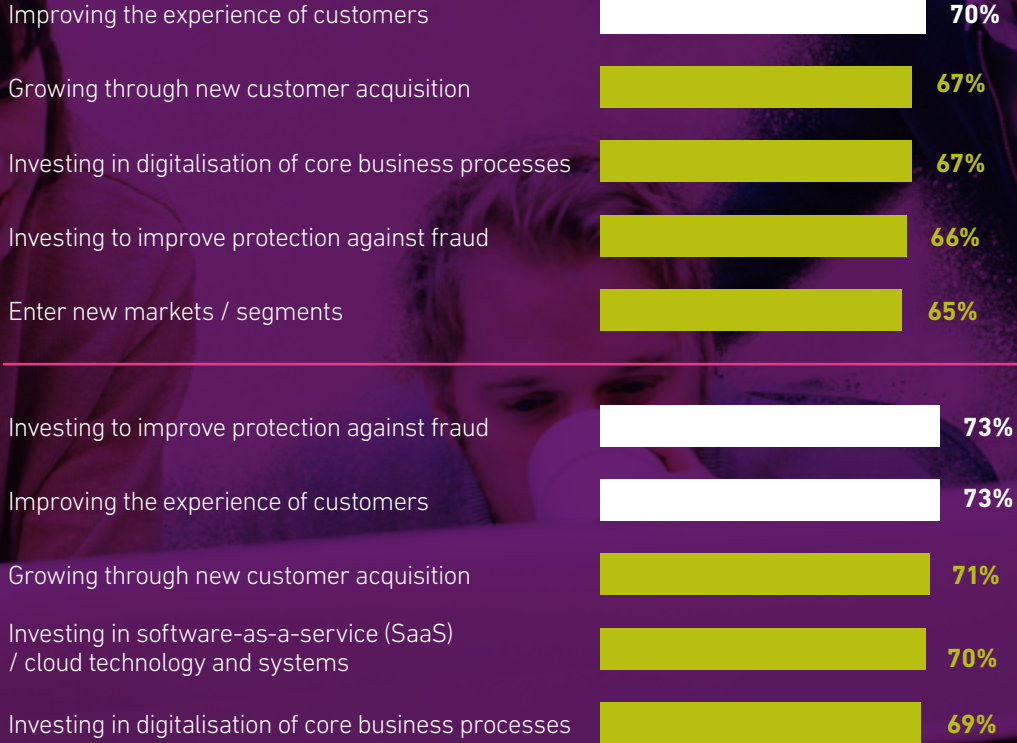 Improving the experience of customers 70%
Growing through new customer acquisition 67%
Investing in digitalisation of core business processes 67%
Investing to improve protection against fraud 66%
Enter new markets / segments 65%
Investing to improve protection against fraud 73%
Improving the experience of customers 73%
Growing through new customer acquisition 71%
Investing in software-as-a-service (SaaS)
/ cloud technology and systems 70%
Investing in digitalisation of core business processes 69%